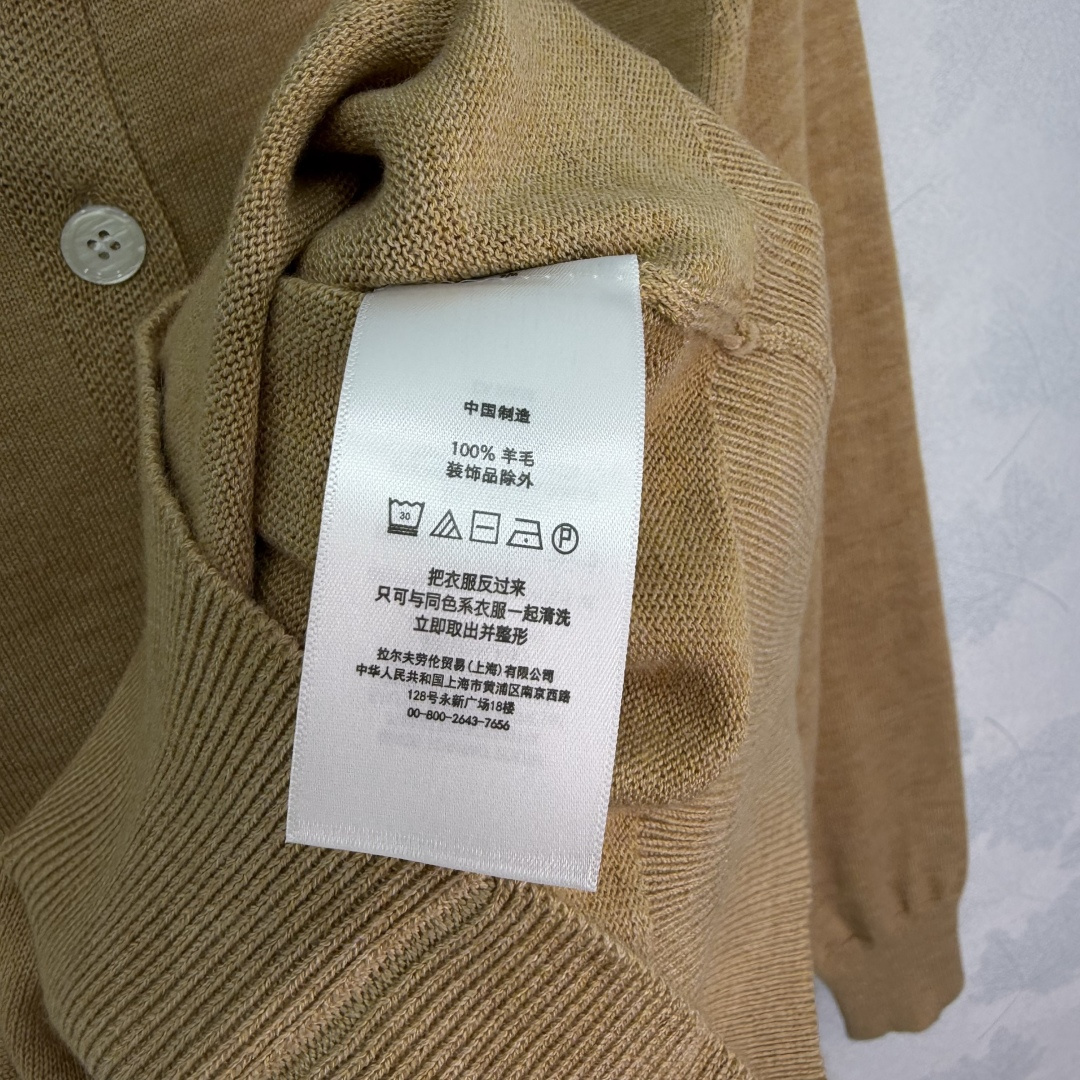 中国制造
100% 羊毛
装饰品除外
30 P
把衣服反过来
只可与同色系衣服一起清洗
立即取出并整形
拉尔夫劳伦贸易(上海)有限公司
中华人民共和国上海市黄浦区南京西路
128号永新广场18楼
00-800-2643-7656